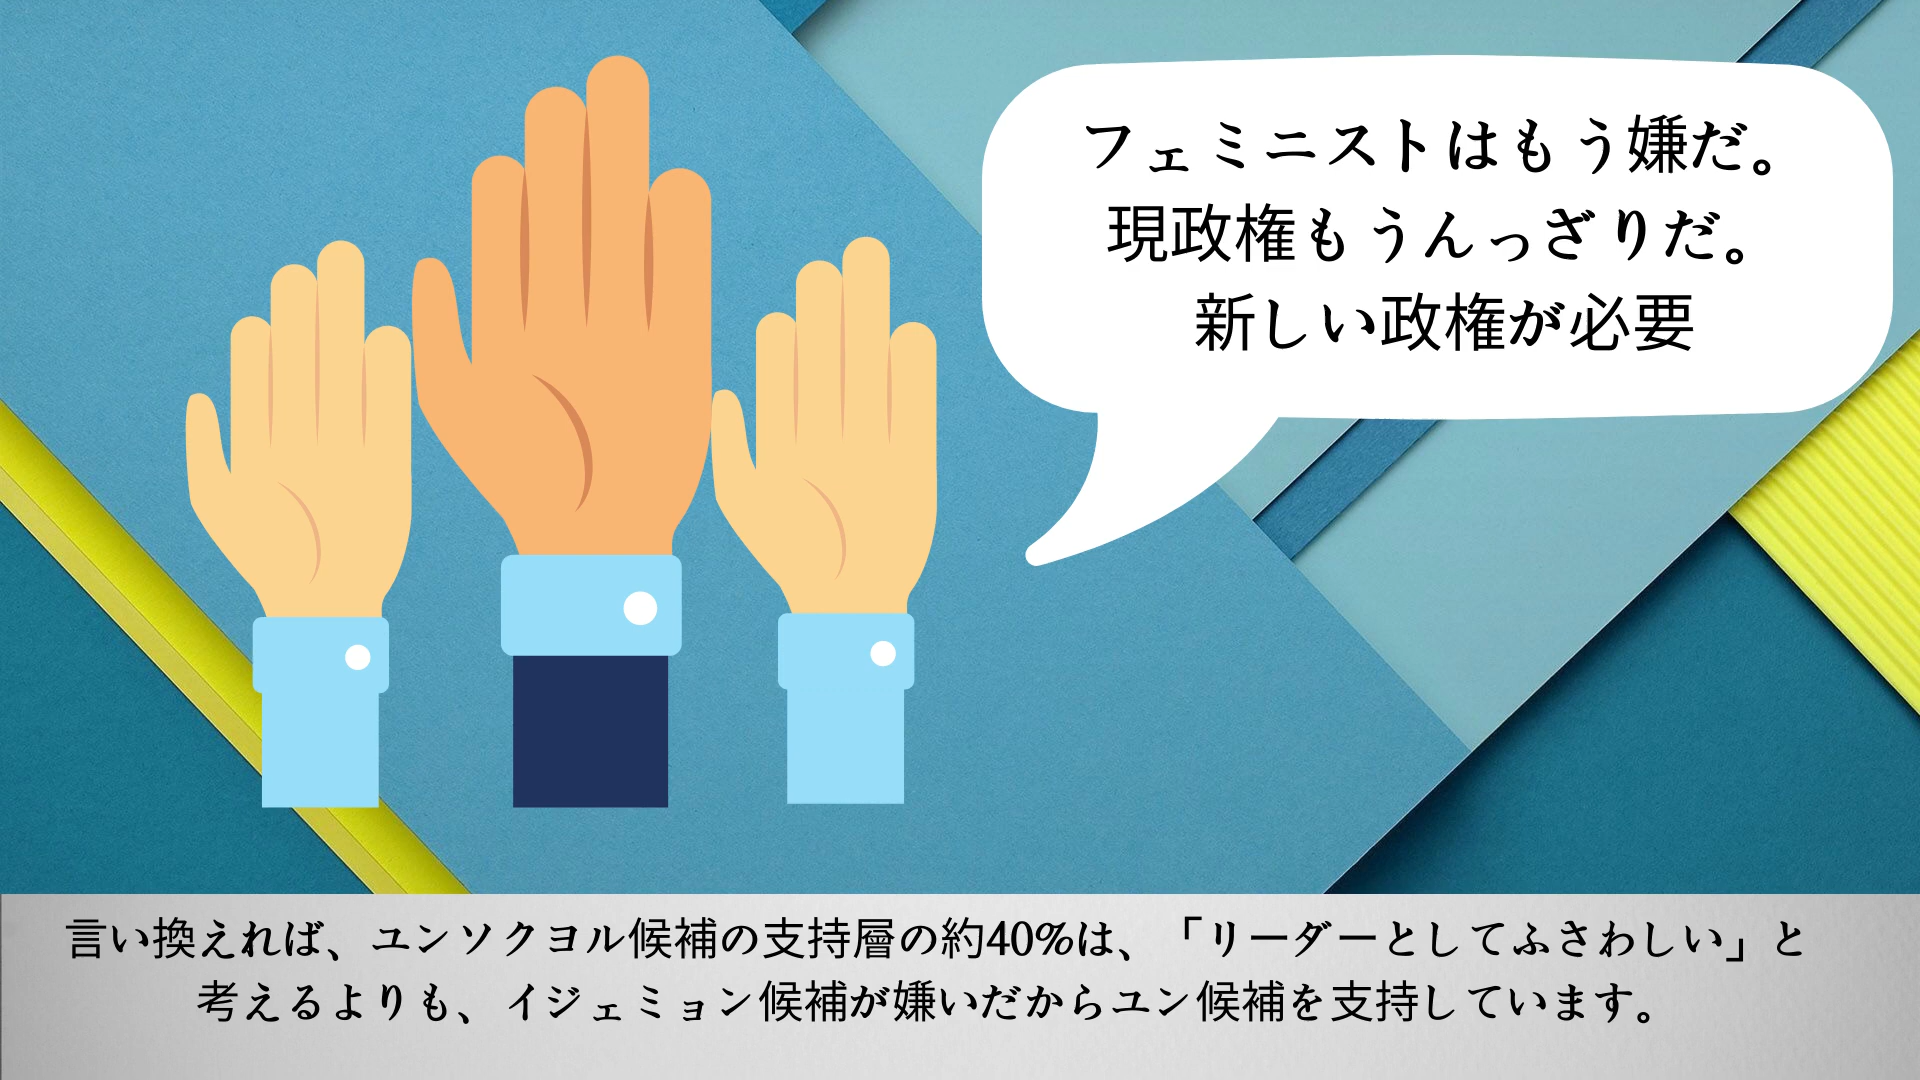 フェミニストはもう嫌だ。
現政権もうんっざりだ。
新しい政権が必要
言い換えれば、ユンソクヨル候補の支持層の約40%は、「リーダーとしてふさわしい」と
考えるよりも、イジェミョン候補が嫌いだからユン候補を支持しています。